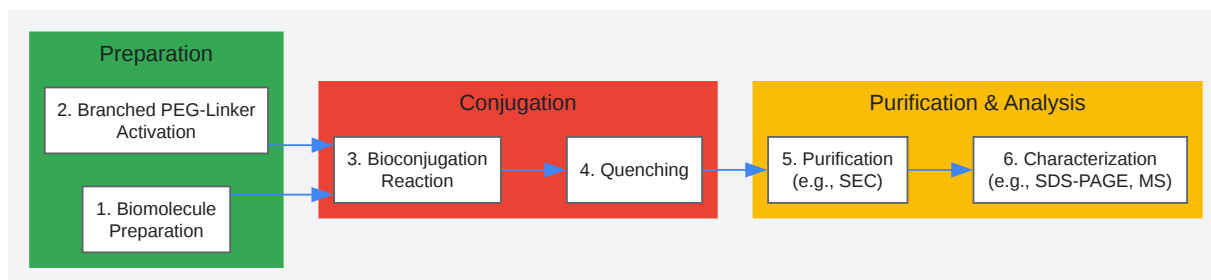 Preparation
2. Branched PEG-Linker
Activation
1. Biomolecule
Preparation
Conjugation
3. Bioconjugation
Reaction
4. Quenching
Purification & Analysis
5. Purification
(e.g., SEC)
6. Characterization
(e.g., SDS-PAGE, MS)